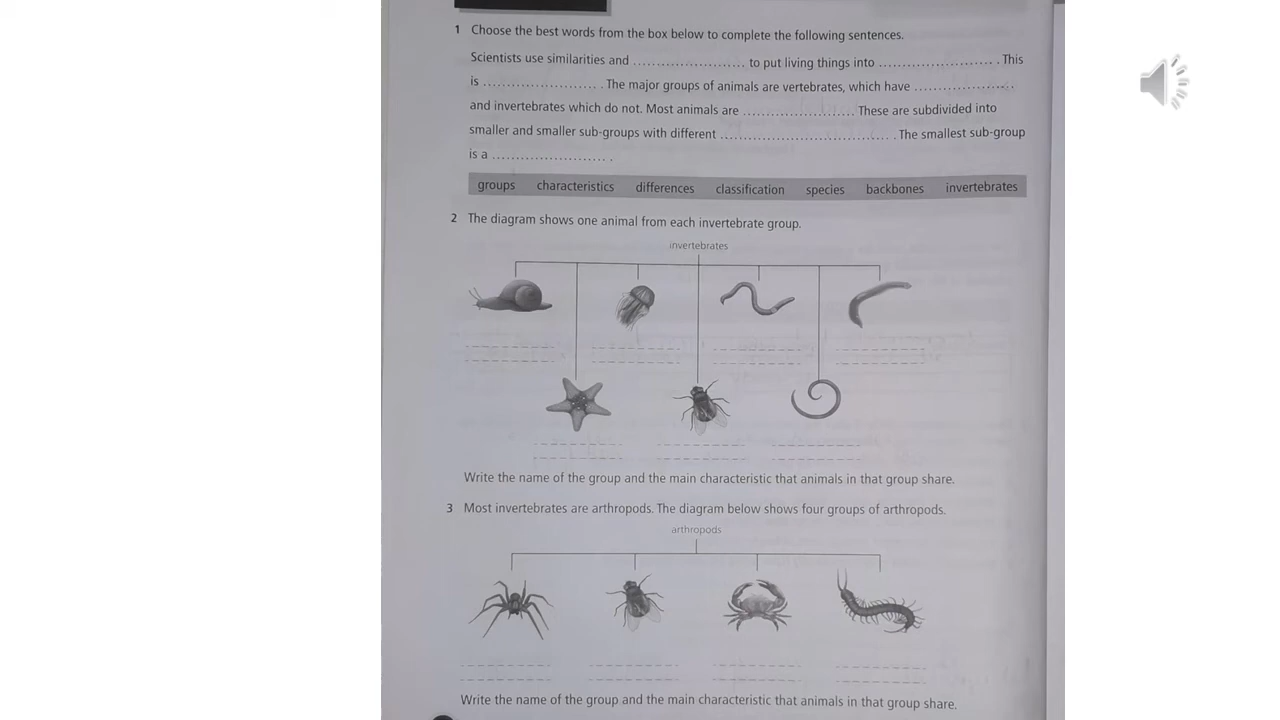 1 Choose the best words from the box below to complete the following sentences.
Scientists use similarities and ........................ to put living things into ......................... . This
is ........................ . The major groups of animals are vertebrates, which have .....................
and invertebrates which do not. Most animals are ........................ These are subdivided into
smaller and smaller sub-groups with different ................................... . The smallest sub-group
is a ......................... .
groups characteristics differences classification species backbones invertebrates
2 The diagram shows one animal from each invertebrate group.
invertebrates
Write the name of the group and the main characteristic that animals in that group share.
3 Most invertebrates are arthropods. The diagram below shows four groups of arthropods.
arthropods
Write the name of the group and the main characteristic that animals in that group share.